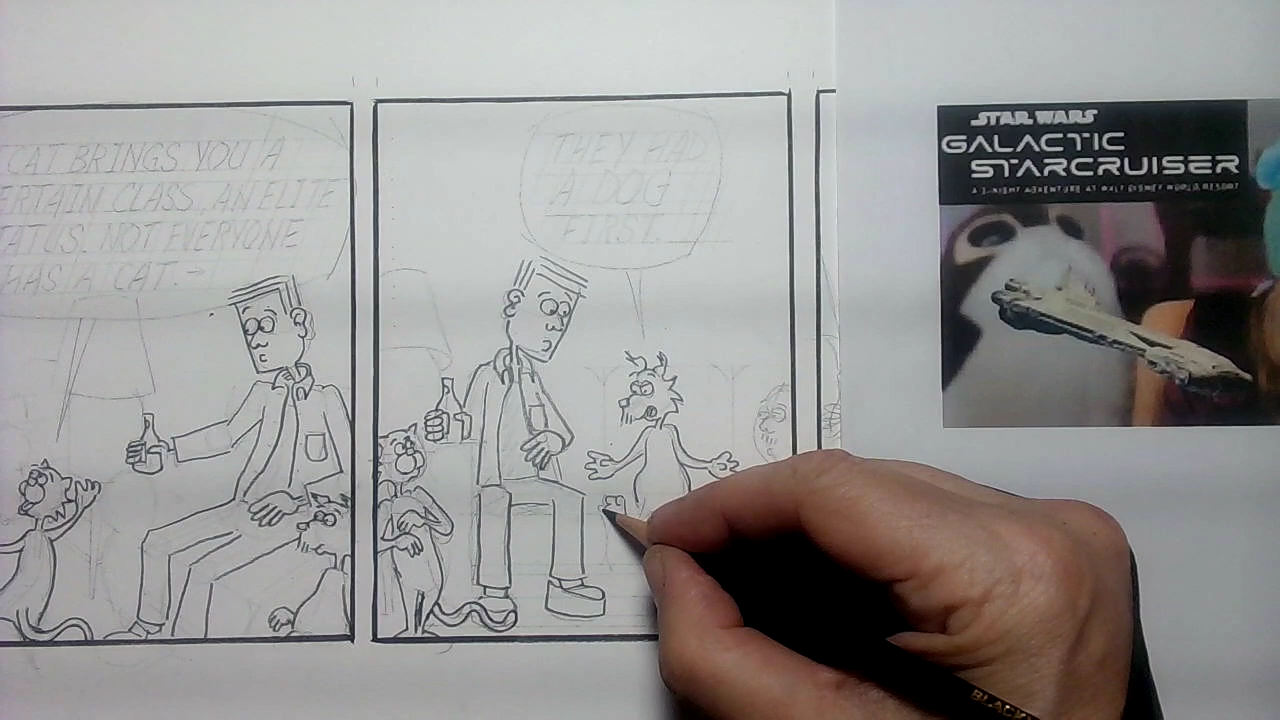 CAT BRINGS YOU A
ERTAIN CLASS, AN ELITE
TATUS. NOT EVERYONE
HAS A CAT.
THEY HAD
A DOG
FIRST.
STAR WARS
GALACTIC
STARCRUISER
A 2-NIGHT ADVENTURE AT WALT DISNEY WORLD RESORT
BLACK